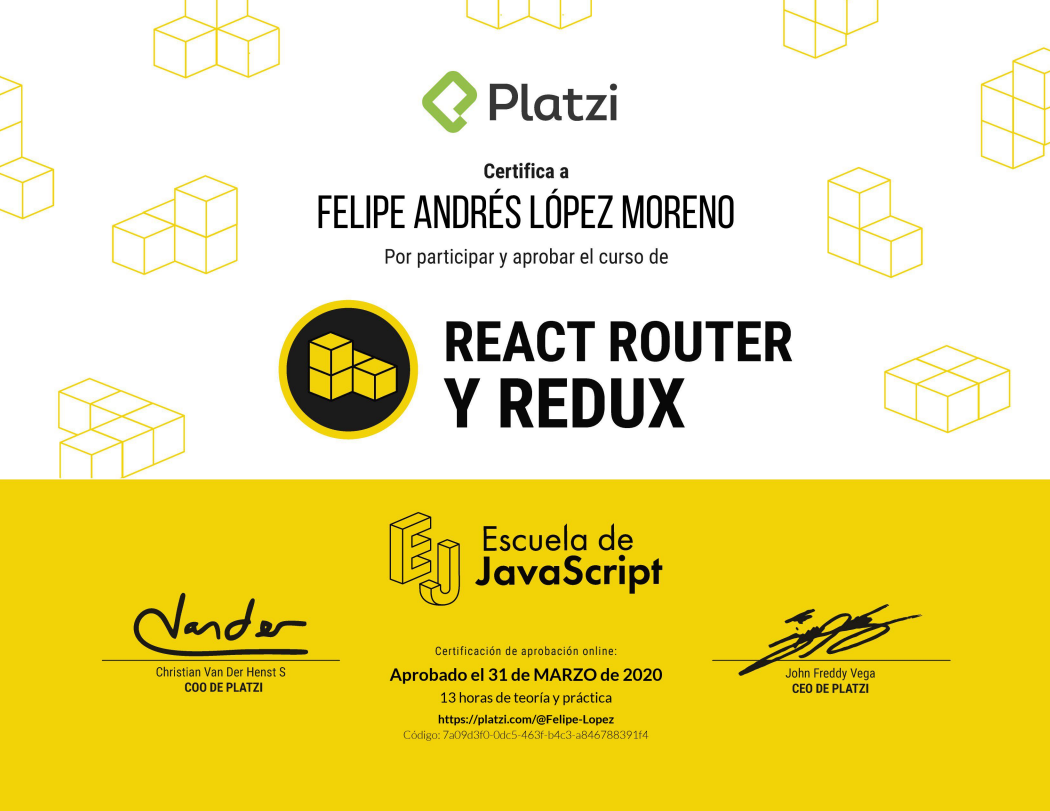 Platzi
Certifica a
FELIPE ANDRÉS LÓPEZ MORENO
Por participar y aprobar el curso de
REACT ROUTER
Y REDUX
EJ
Escuela de
JavaScript
Vander
Christian Van Der Henst S
COO DE PLATZI
Certificación de aprobación online:
Aprobado el 31 de MARZO de 2020
13 horas de teoría y práctica
https://platzi.com/@Felipe-Lopez
Código: 7a09d3f0-0dc5-463f-b4c3-a846788391f4
John Freddy Vega
CEO DE PLATZI